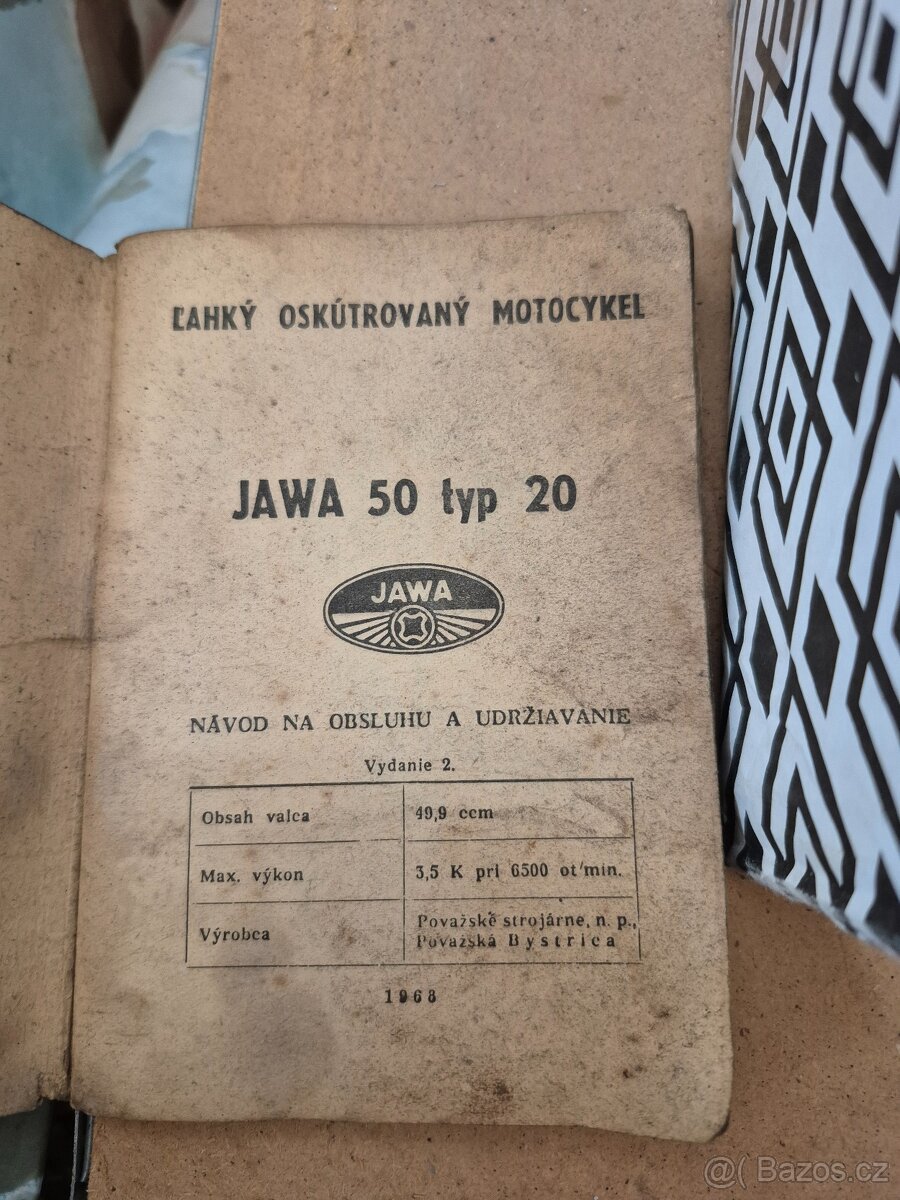 ĽAHKÝ OSKÚTROVANÝ MOTOCYKEL
JAWA 50 typ 20
JAWA
NÁVOD NA OBSLUHU A UDRŽIAVANIE
Vydanie 2.
Obsah valca 49,9 ccm
Max. výkon 3,5 K pri 6500 ot/min.
Výrobca Považské strojárne, n. p., 
Považská Bystrica
1968
@( Bazos.cz